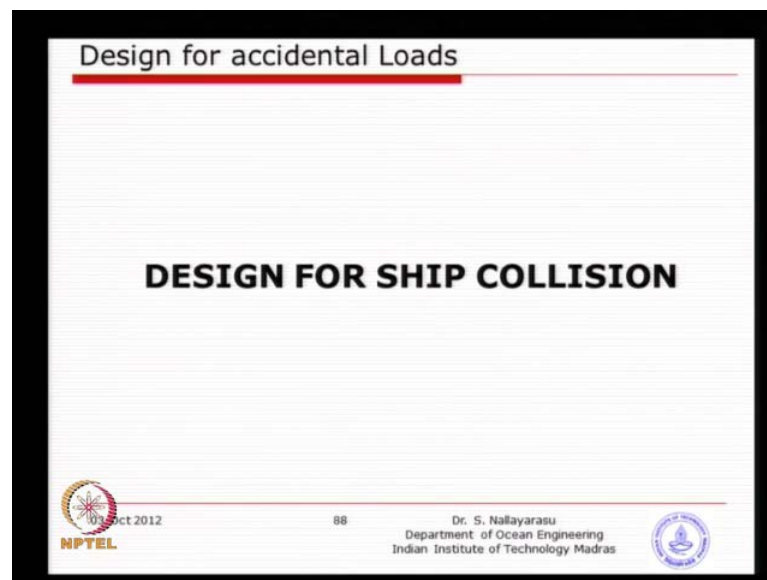 Design for accidental Loads
DESIGN FOR SHIP COLLISION
03 Oct 2012
88
Dr. S. Nallayarasu
Department of Ocean Engineering
Indian Institute of Technology Madras
NPTEL